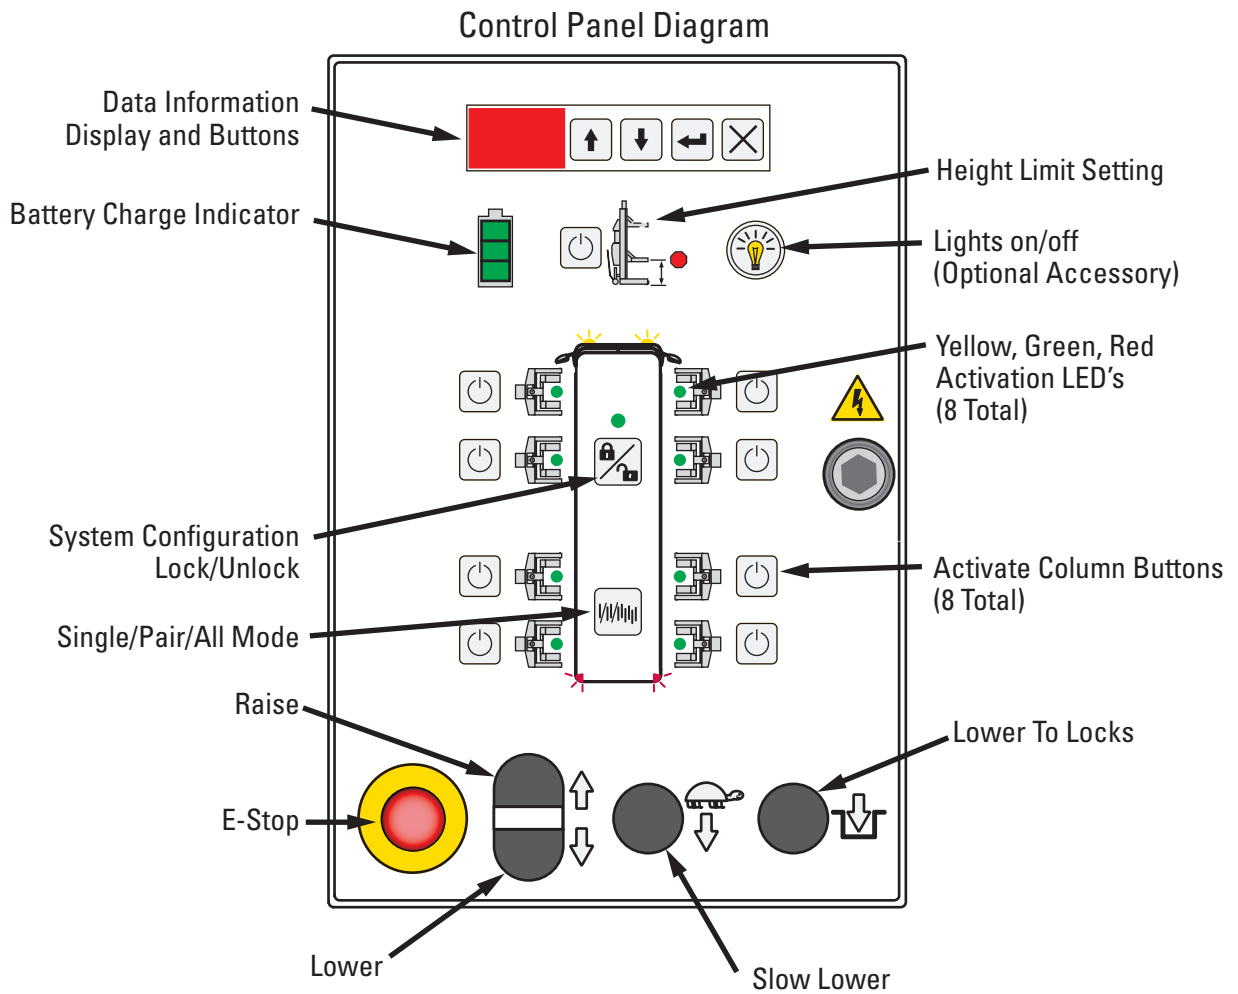 Control Panel Diagram
Data Information
Display and Buttons
Height Limit Setting
Battery Charge Indicator
Lights on/off
(Optional Accessory)
Yellow, Green, Red
Activation LED's
(8 Total)
System Configuration
Lock/Unlock
Activate Column Buttons
(8 Total)
Single/Pair/All Mode
Raise
Lower To Locks
E-Stop
Lower
Slow Lower